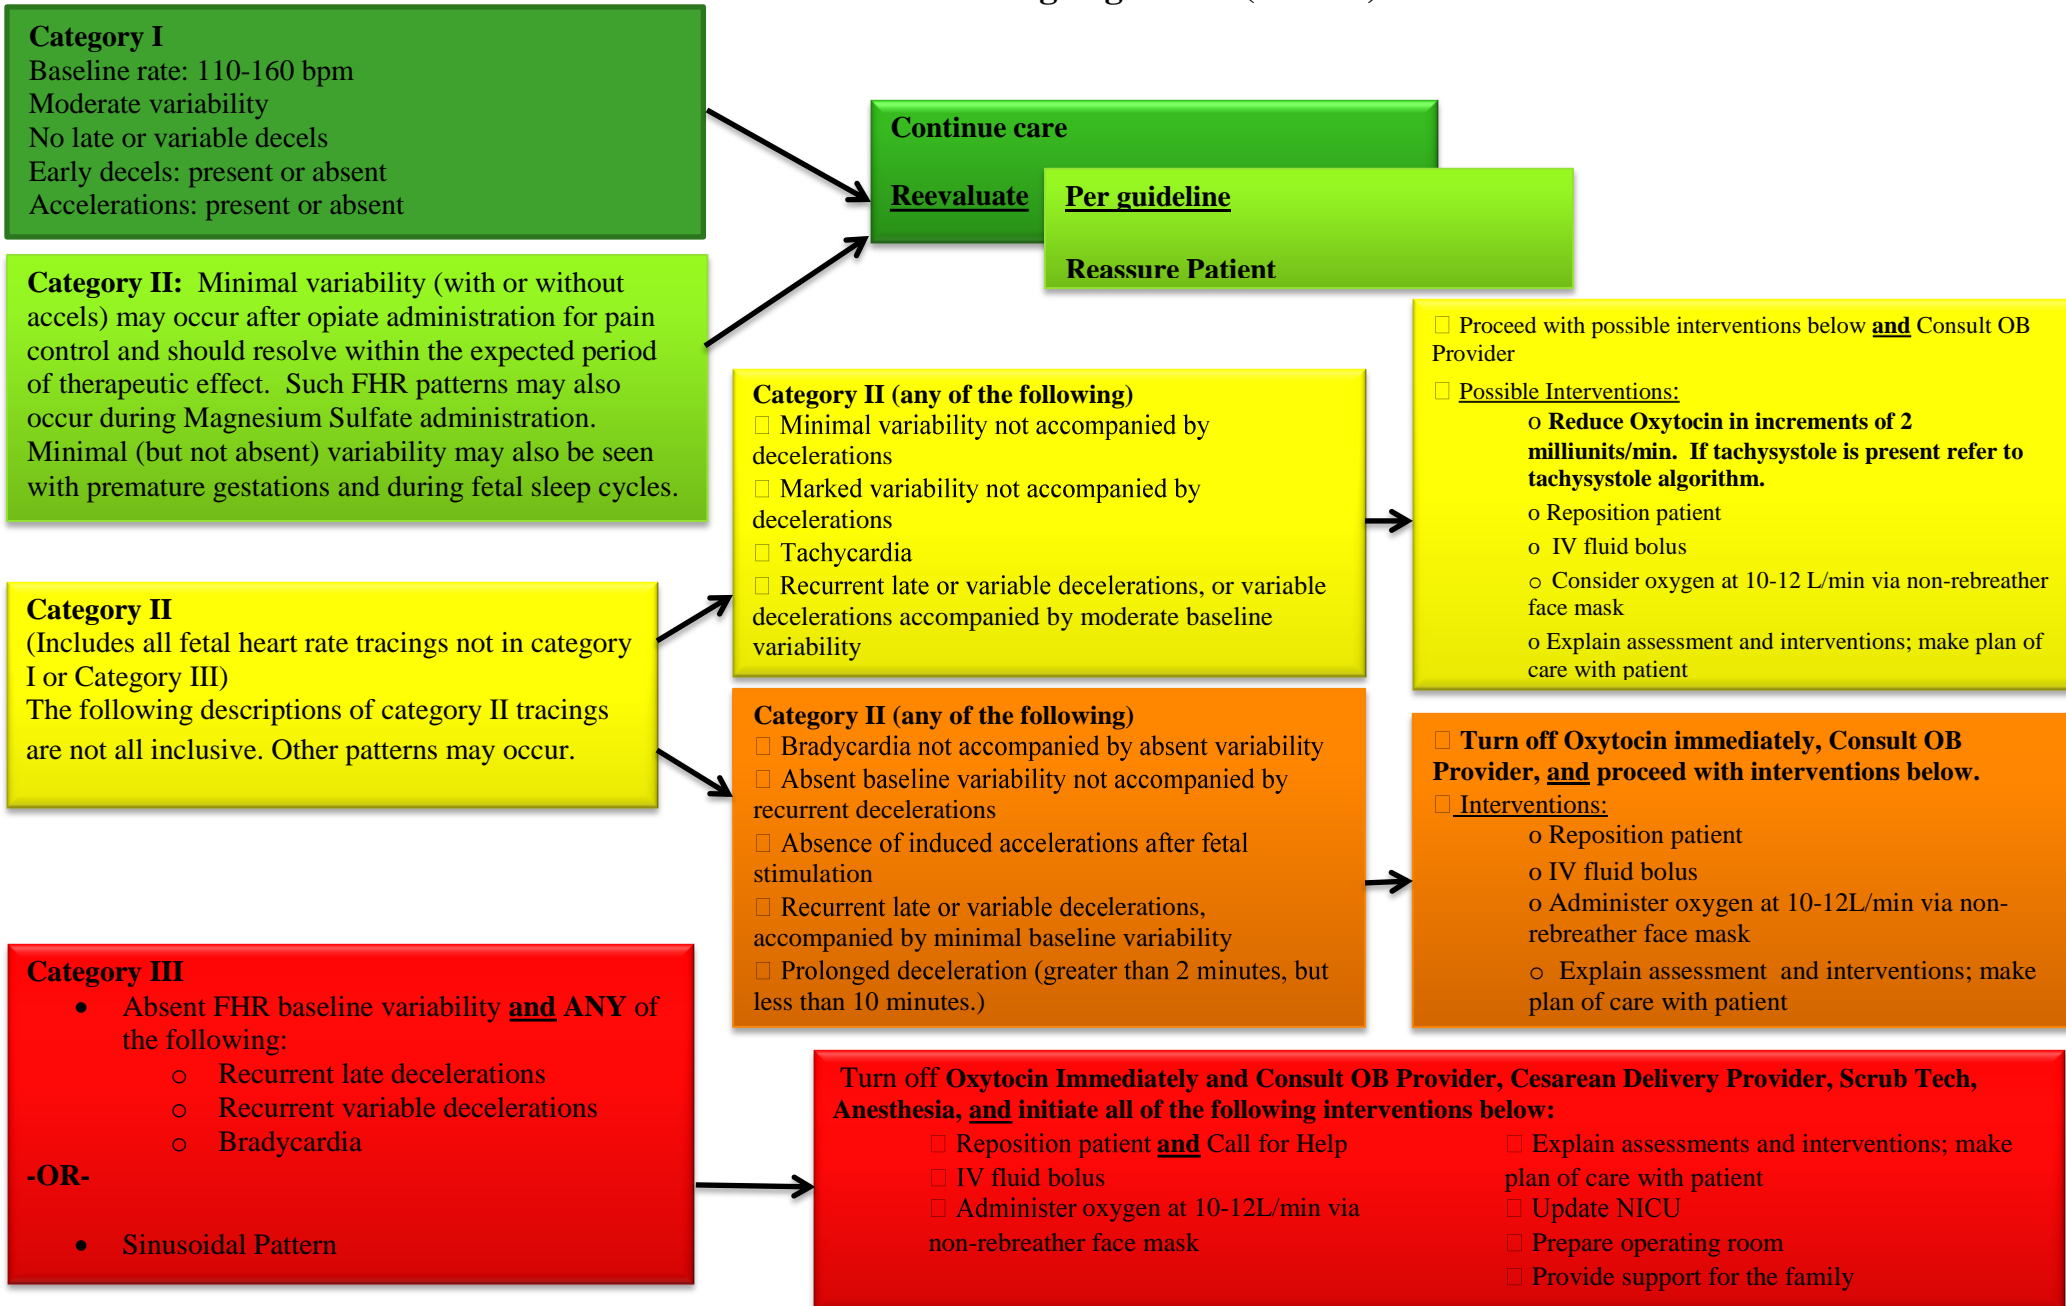 Category I
Baseline rate: 110-160 bpm
Moderate variability
No late or variable decels
Early decels: present or absent
Accelerations: present or absent
Continue care
Reevaluate
Per guideline
Reassure Patient
Category II: Minimal variability (with or without
accels) may occur after opiate administration for pain
control and should resolve within the expected period
of therapeutic effect. Such FHR patterns may also
occur during Magnesium Sulfate administration.
Minimal (but not absent) variability may also be seen
with premature gestations and during fetal sleep cycles.
Category II
(Includes all fetal heart rate tracings not in category
I or Category III)
The following descriptions of category II tracings
are not all inclusive. Other patterns may occur.
Category II (any of the following)
□ Minimal variability not accompanied by
decelerations
□ Marked variability not accompanied by
decelerations
□ Tachycardia
□ Recurrent late or variable decelerations, or variable
decelerations accompanied by moderate baseline
variability
□ Proceed with possible interventions below and Consult OB
Provider
□ Possible Interventions:
o Reduce Oxytocin in increments of 2
milliunits/min. If tachysystole is present refer to
tachysystole algorithm.
o Reposition patient
o IV fluid bolus
o Consider oxygen at 10-12 L/min via non-rebreather
face mask
o Explain assessment and interventions; make plan of
care with patient
Category II (any of the following)
□ Bradycardia not accompanied by absent variability
□ Absent baseline variability not accompanied by
recurrent decelerations
□ Absence of induced accelerations after fetal
stimulation
□ Recurrent late or variable decelerations,
accompanied by minimal baseline variability
□ Prolonged deceleration (greater than 2 minutes, but
less than 10 minutes.)
□ Turn off Oxytocin immediately, Consult OB
Provider, and proceed with interventions below.
□ Interventions:
o Reposition patient
o IV fluid bolus
o Administer oxygen at 10-12L/min via non-
rebreather face mask
o Explain assessment and interventions; make
plan of care with patient
Category III
• Absent FHR baseline variability and ANY of
the following:
o Recurrent late decelerations
o Recurrent variable decelerations
o Bradycardia
-OR-
• Sinusoidal Pattern
Turn off Oxytocin Immediately and Consult OB Provider, Cesarean Delivery Provider, Scrub Tech,
Anesthesia, and initiate all of the following interventions below:
□ Reposition patient and Call for Help
□ IV fluid bolus
□ Administer oxygen at 10-12L/min via
non-rebreather face mask
□ Explain assessments and interventions; make
plan of care with patient
□ Update NICU
□ Prepare operating room
□ Provide support for the family